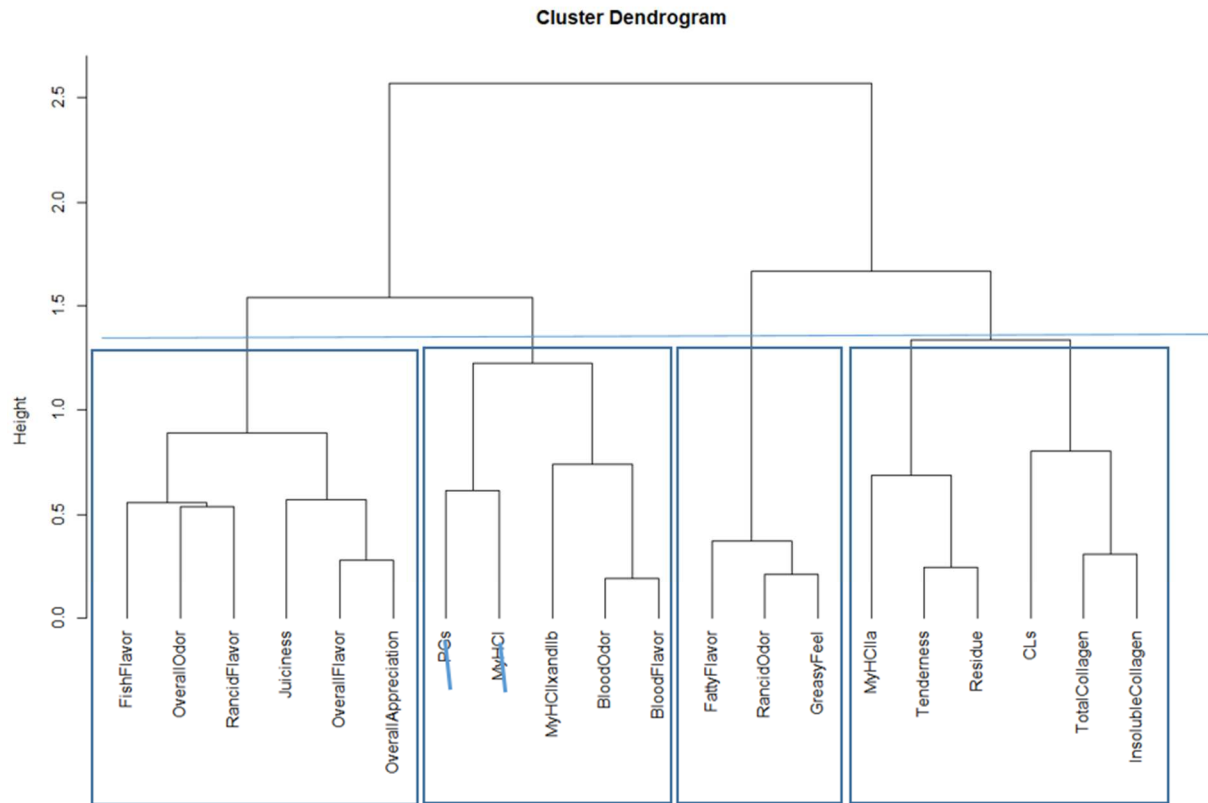 Cluster Dendrogram
Height
2.5
2.0
1.5
1.0
0.5
0.0
FishFlavor
OverallOdor
RancidFlavor
Juiciness
OverallFlavor
OverallAppreciation
PGs
MyHCI
MyHCIIxandIIb
BloodOdor
BloodFlavor
FattyFlavor
RancidOdor
GreasyFeel
MyHCIIa
Tenderness
Residue
CLs
TotalCollagen
InsolubleCollagen